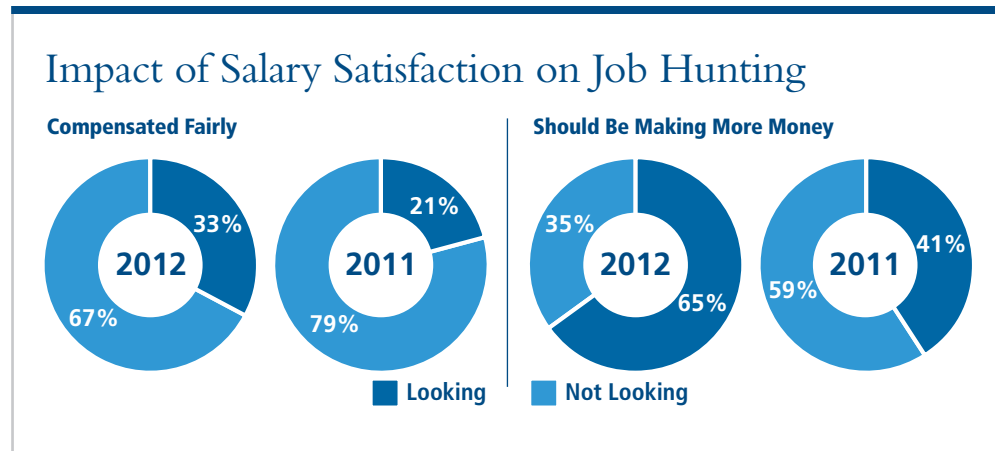 Impact of Salary Satisfaction on Job Hunting
Compensated Fairly
33%
2012
67%
21%
2011
79%
Should Be Making More Money
35%
2012
65%
41%
2011
59%
Looking
Not Looking